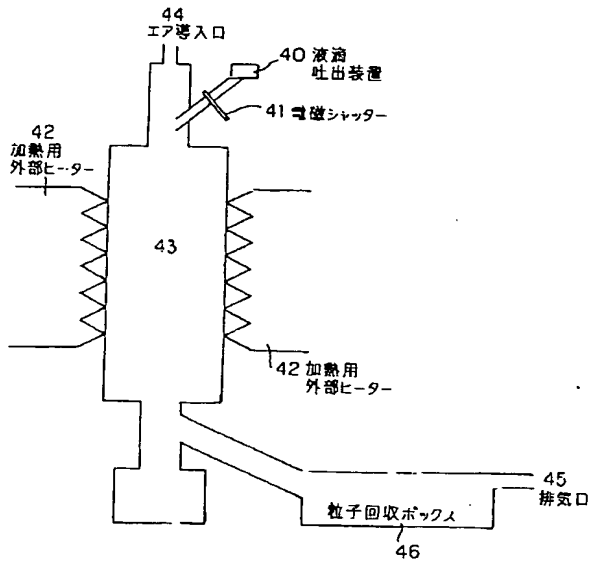 44
エア導入口
40 液滴
吐出装置
41 電磁シャッター
42
加熱用
外部ヒーター
43
42 加熱用
外部ヒーター
45
排気口
粒子回収ボックス
46